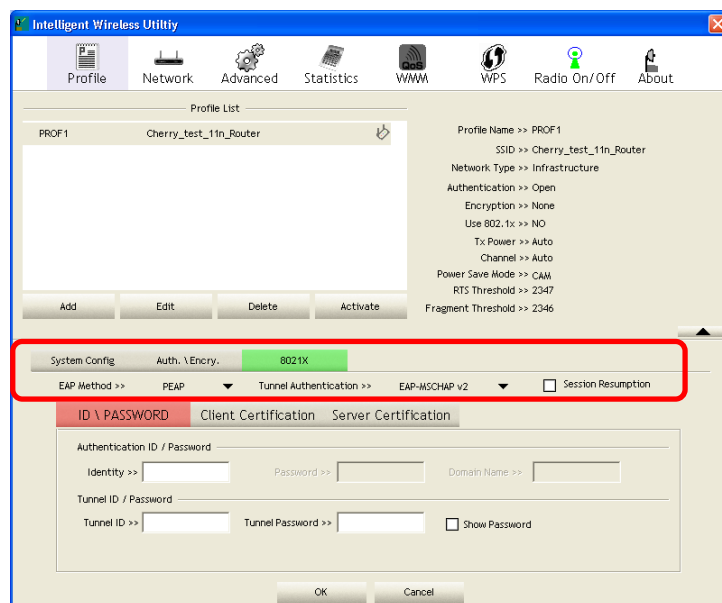 Intelligent Wireless Utiltiy
Profile Network Advanced Statistics QoS WMM WPS Radio On/Off About
Profile List
PROF1 Cherry_test_11n_Router
Profile Name >> PROF1
SSID >> Cherry_test_11n_Router
Network Type >> Infrastructure
Authentication >> Open
Encryption >> None
Use 802.1x >> NO
Tx Power >> Auto
Channel >> Auto
Power Save Mode >> CAM
RTS Threshold >> 2347
Fragment Threshold >> 2346
Add Edit Delete Activate
System Config Auth. \ Encry. 8021X
EAP Method >> PEAP Tunnel Authentication >> EAP-MSCHAP v2 Session Resumption
ID \ PASSWORD Client Certification Server Certification
Authentication ID / Password
Identity >> Password >> Domain Name >>
Tunnel ID / Password
Tunnel ID >> Tunnel Password >> Show Password
OK Cancel